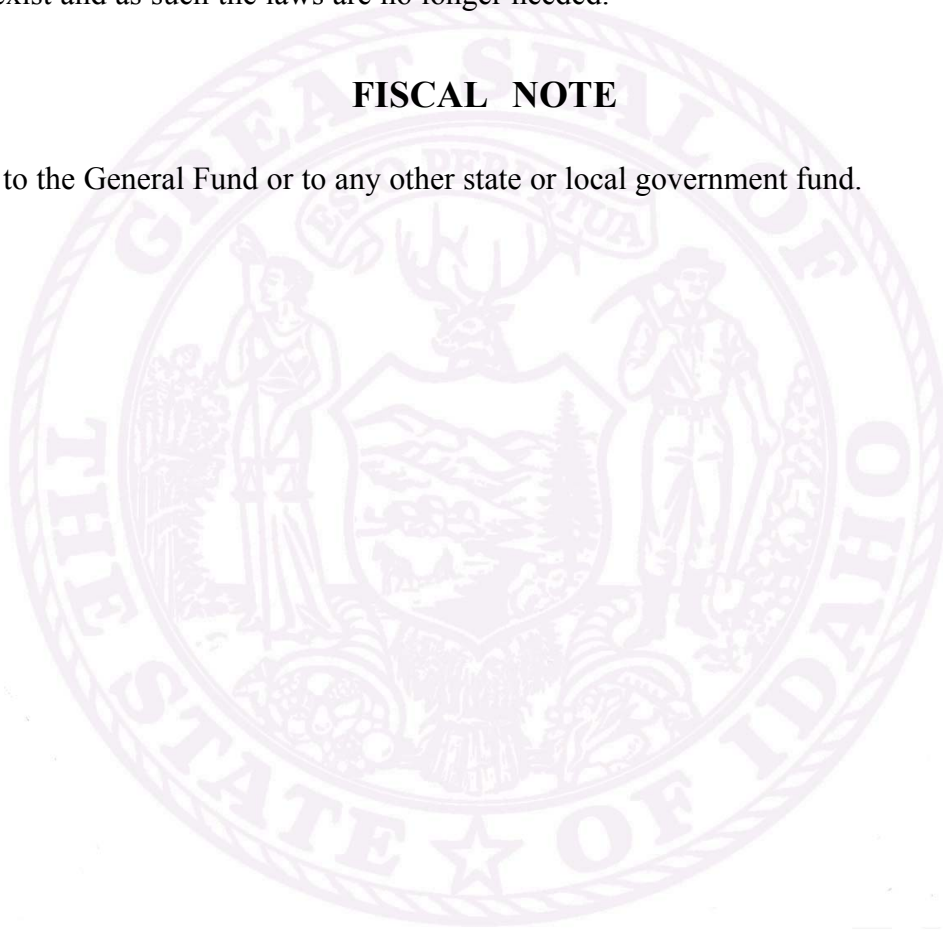 exist and as such the laws are no longer needed.
FISCAL NOTE
to the General Fund or to any other state or local government fund.
GREAT SEAL OF
THE STATE OF IDAHO
ESTO PERPETUA